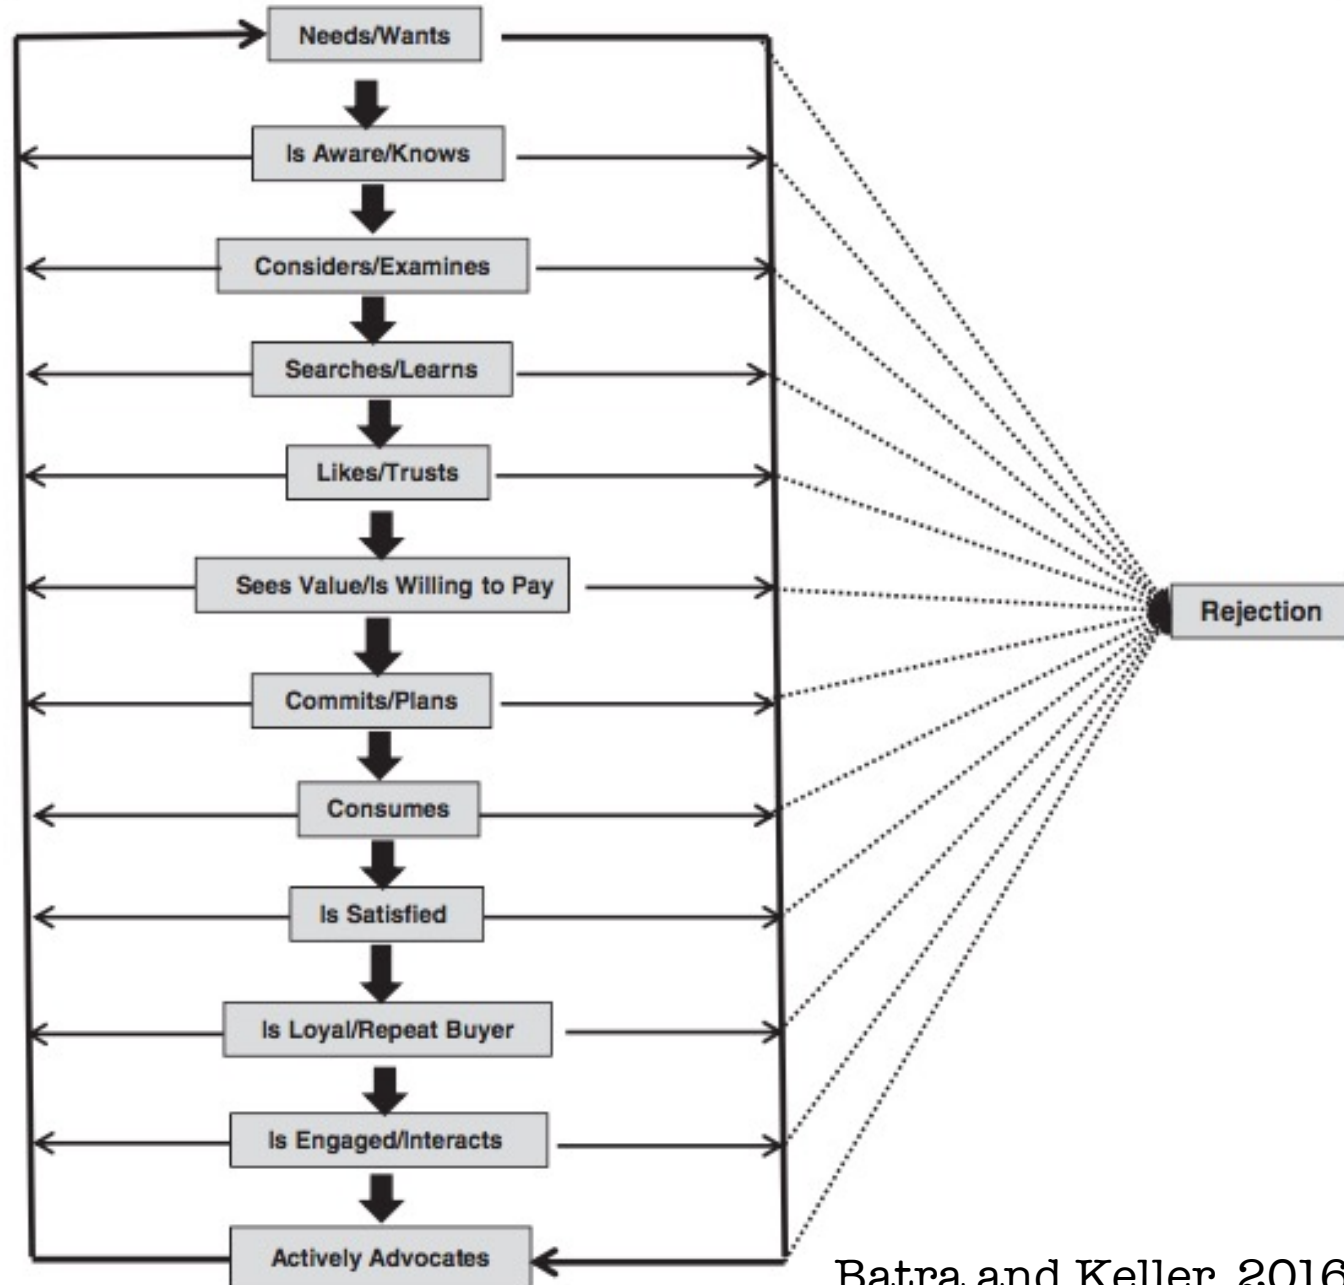 Needs/Wants
Is Aware/Knows
Considers/Examines
Searches/Learns
Likes/Trusts
Sees Value/Is Willing to Pay
Rejection
Commits/Plans
Consumes
Is Satisfied
Is Loyal/Repeat Buyer
Is Engaged/Interacts
Actively Advocates
Batra and Keller, 2016